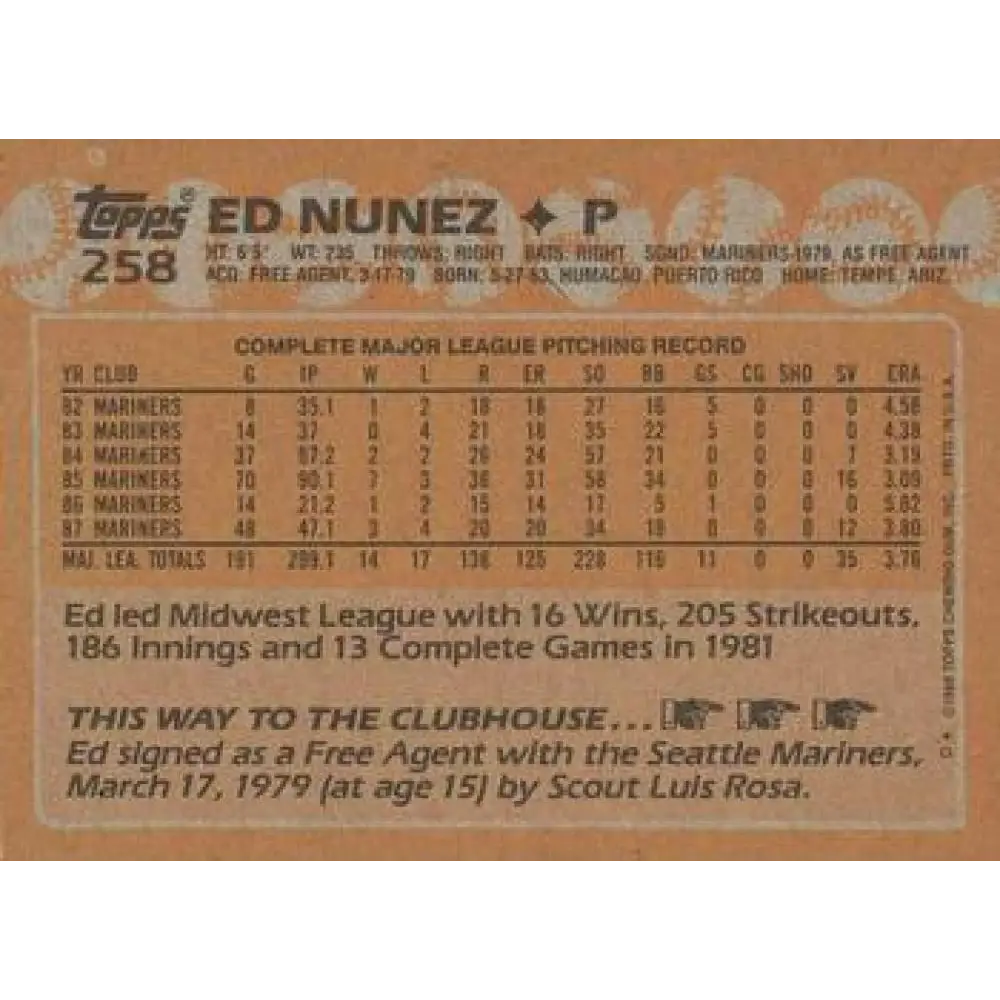 Topps® ED NUNEZ ✦ P
258 HT: 6'5" WT: 235 THROWS: RIGHT BATS: RIGHT SGND: MARINERS-1979, AS FREE AGENT
ACQ: FREE AGENT, 3-17-79 BORN: 5-27-63, HUMACAO, PUERTO RICO HOME: TEMPE, ARIZ.
COMPLETE MAJOR LEAGUE PITCHING RECORD
YR CLUB G IP W L R ER SO BB GS CG SHO SV ERA
82 MARINERS 8 35.1 1 2 18 18 27 16 5 0 0 0 4.58
83 MARINERS 14 37 0 4 21 18 35 22 5 0 0 0 4.38
84 MARINERS 37 67.2 2 2 26 24 57 21 0 0 0 7 3.19
85 MARINERS 70 90.1 7 3 36 31 58 34 0 0 0 16 3.09
86 MARINERS 14 21.2 1 2 15 14 17 5 1 0 0 0 5.82
87 MARINERS 48 47.1 3 4 20 20 34 18 0 0 0 12 3.80
MAJ. LEA. TOTALS 191 299.1 14 17 136 125 228 116 11 0 0 35 3.76
Ed led Midwest League with 16 Wins, 205 Strikeouts,
186 Innings and 13 Complete Games in 1981
THIS WAY TO THE CLUBHOUSE...
Ed signed as a Free Agent with the Seattle Mariners,
March 17, 1979 (at age 15) by Scout Luis Rosa.
©1988 TOPPS CHEWING GUM, INC. PRTD. IN U.S.A.